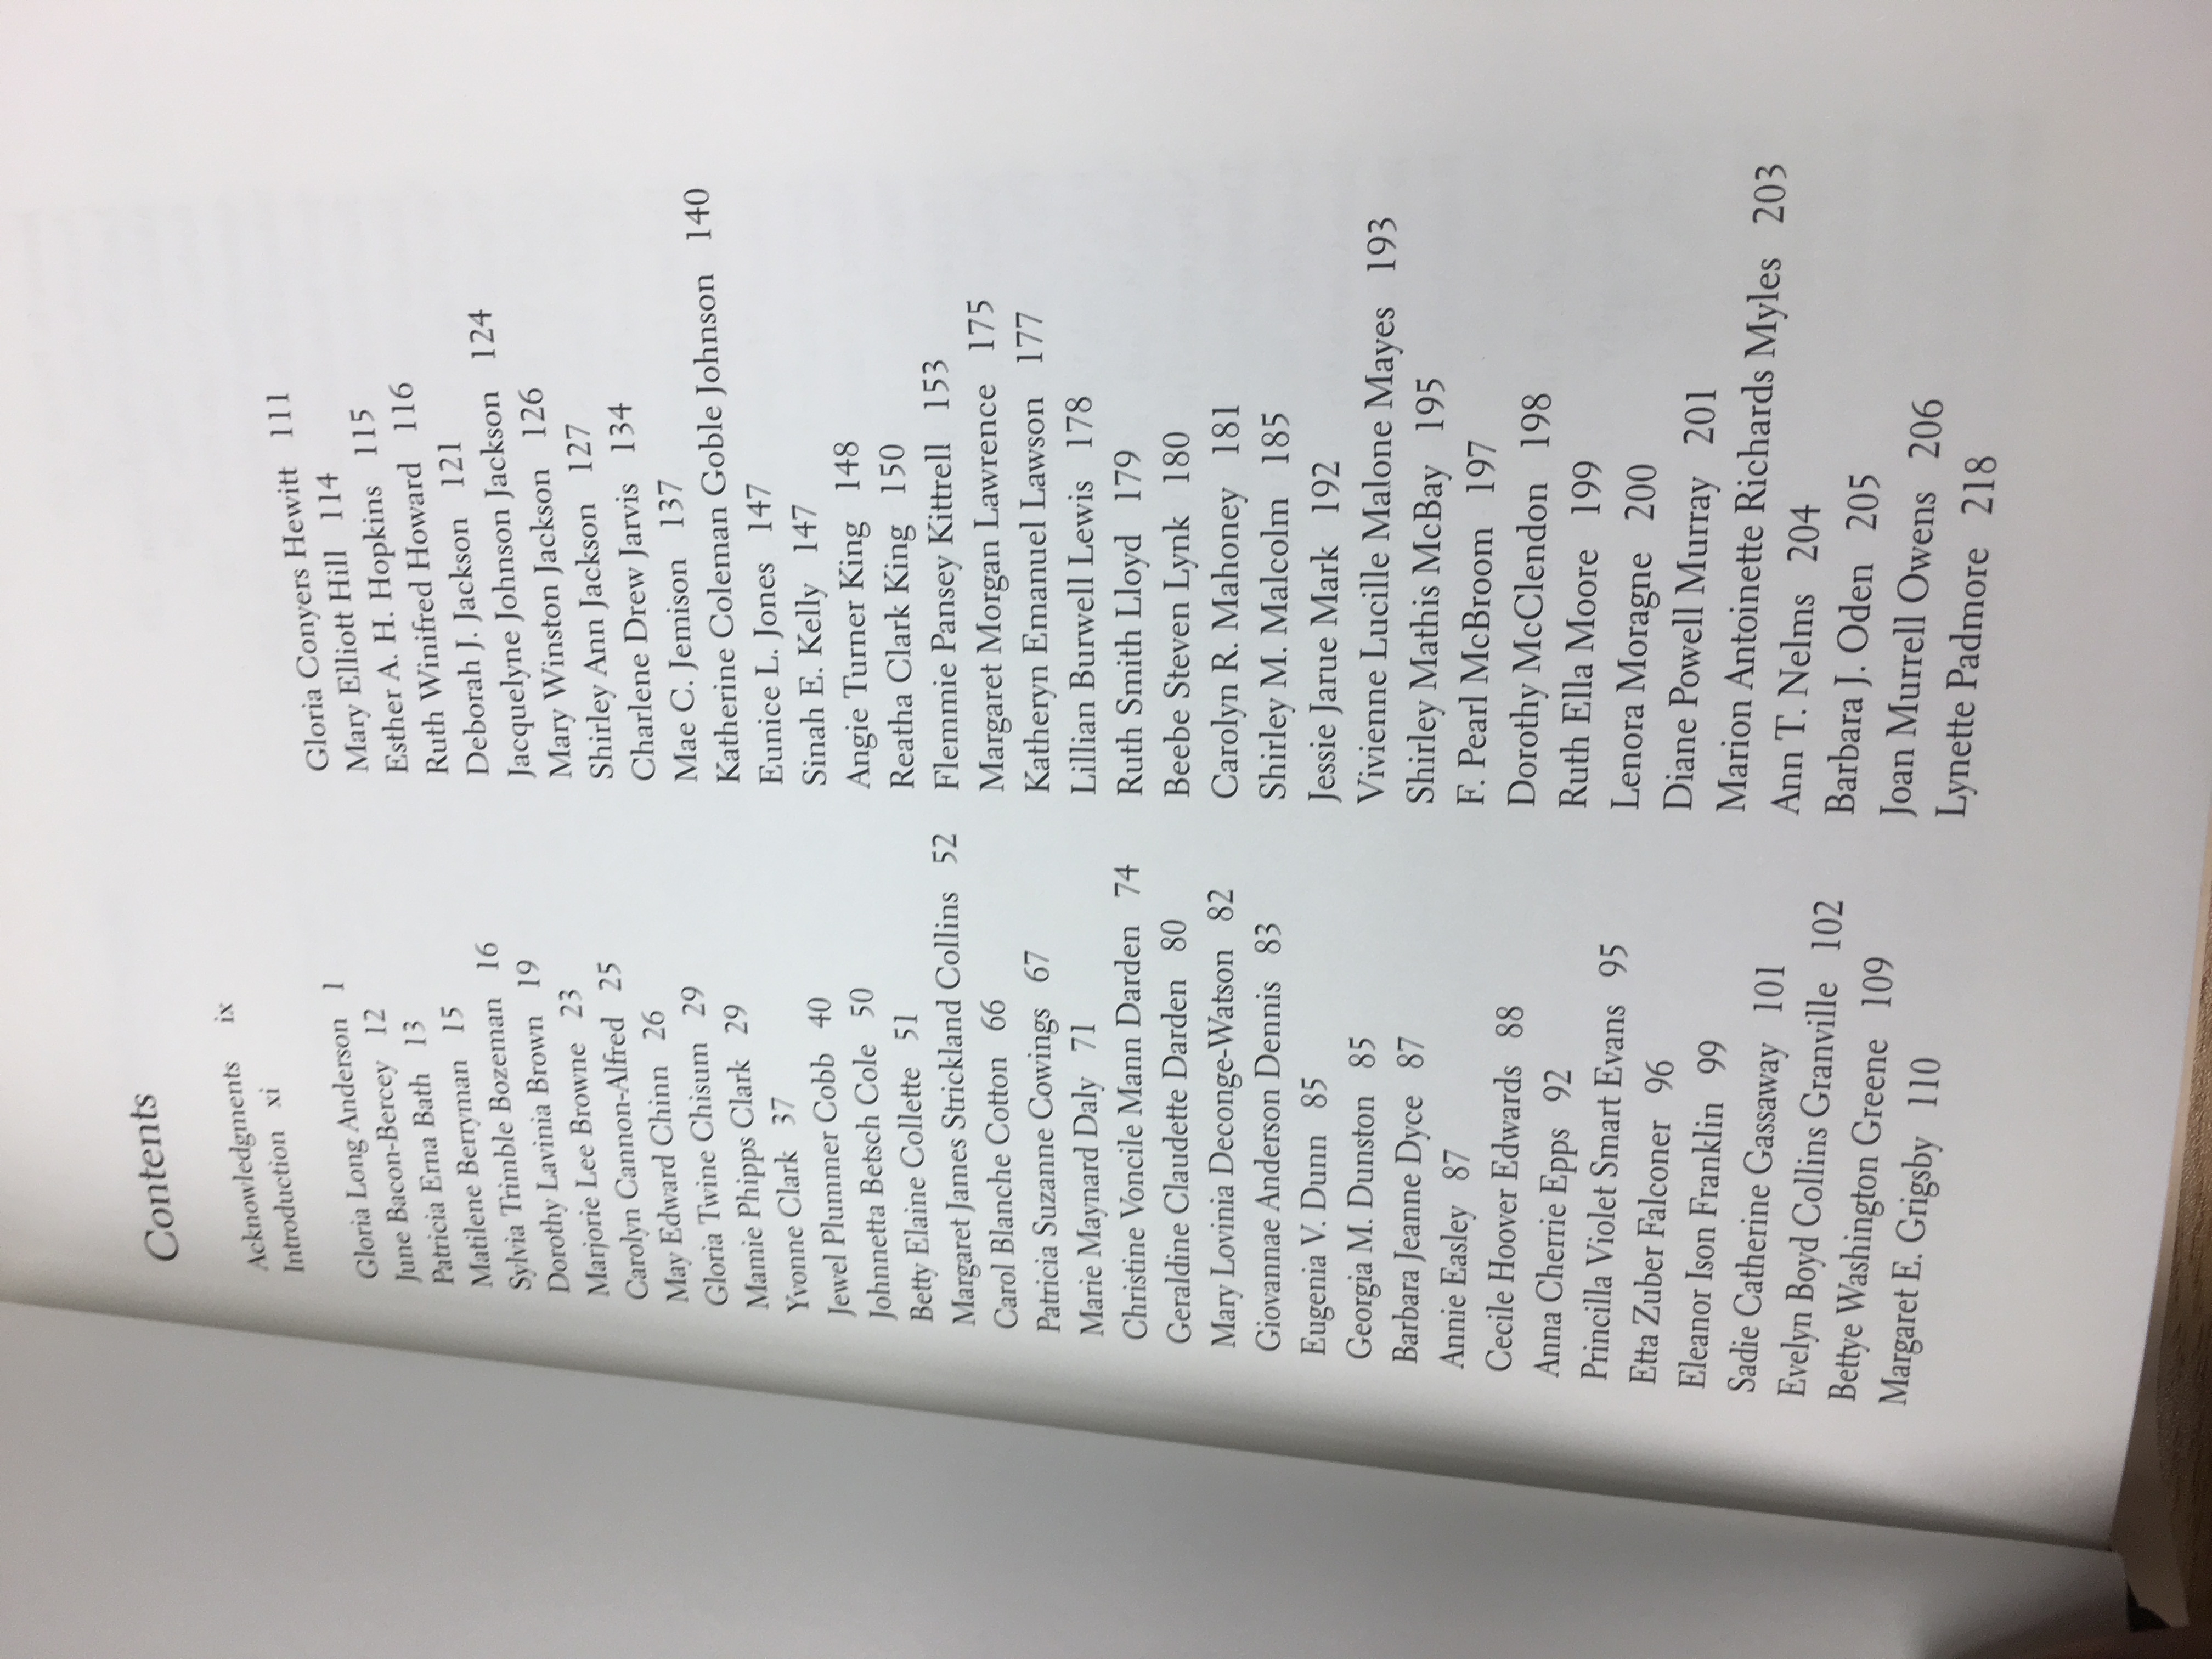 Contents
Acknowledgments ix
Introduction xi
Gloria Long Anderson 1
June Bacon-Bercey 12
Patricia Erna Bath 13
Matilene Berryman 15
Sylvia Trimble Bozeman 16
Dorothy Lavinia Brown 19
Marjorie Lee Browne 23
Carolyn Cannon-Alfred 25
May Edward Chinn 26
Gloria Twine Chisum 29
Mamie Phipps Clark 29
Yvonne Clark 37
Jewel Plummer Cobb 40
Johnnetta Betsch Cole 50
Betty Elaine Collette 51
Margaret James Strickland Collins 52
Carol Blanche Cotton 66
Patricia Suzanne Cowings 67
Marie Maynard Daly 71
Christine Voncile Mann Darden 74
Geraldine Claudette Darden 80
Mary Lovinia Deconge-Watson 82
Giovannae Anderson Dennis 83
Eugenia V. Dunn 85
Georgia M. Dunston 85
Barbara Jeanne Dyce 87
Annie Easley 87
Cecile Hoover Edwards 88
Anna Cherrie Epps 92
Princilla Violet Smart Evans 95
Etta Zuber Falconer 96
Eleanor Ison Franklin 99
Sadie Catherine Gassaway 101
Evelyn Boyd Collins Granville 102
Bettye Washington Greene 109
Margaret E. Grigsby 110
Gloria Conyers Hewitt 111
Mary Elliott Hill 114
Esther A. H. Hopkins 115
Ruth Winifred Howard 116
Deborah J. Jackson 121
Jacquelyne Johnson Jackson 124
Mary Winston Jackson 126
Shirley Ann Jackson 127
Charlene Drew Jarvis 134
Mae C. Jemison 137
Katherine Coleman Goble Johnson 140
Eunice L. Jones 147
Sinah E. Kelly 147
Angie Turner King 148
Reatha Clark King 150
Flemmie Pansey Kittrell 153
Margaret Morgan Lawrence 175
Katheryn Emanuel Lawson 177
Lillian Burwell Lewis 178
Ruth Smith Lloyd 179
Beebe Steven Lynk 180
Carolyn R. Mahoney 181
Shirley M. Malcolm 185
Jessie Jarue Mark 192
Vivienne Lucille Malone Mayes 193
Shirley Mathis McBay 195
F. Pearl McBroom 197
Dorothy McClendon 198
Ruth Ella Moore 199
Lenora Moragne 200
Diane Powell Murray 201
Marion Antoinette Richards Myles 203
Ann T. Nelms 204
Barbara J. Oden 205
Joan Murrell Owens 206
Lynette Padmore 218